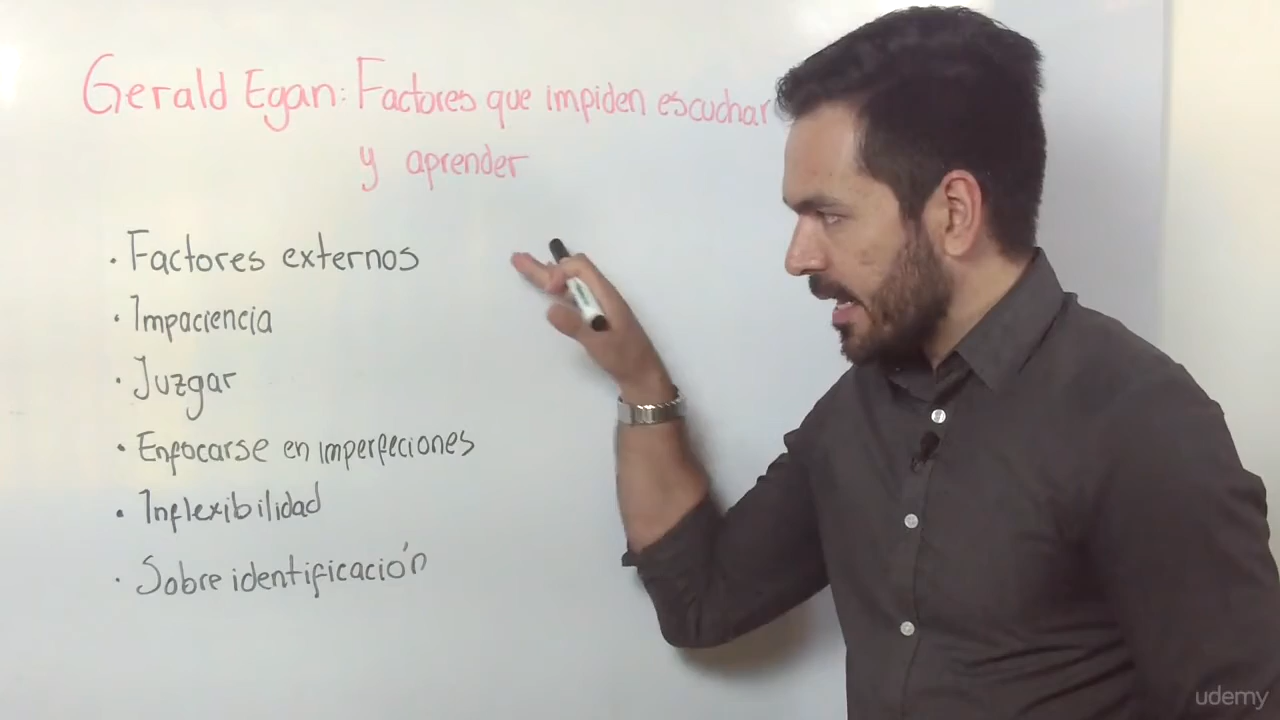 Gerald Egan: Factores que impiden escuchar
y aprender
· Factores externos
· Impaciencia
· Juzgar
· Enfocarse en imperfeciones
· Inflexibilidad
· Sobre identificación
udemy